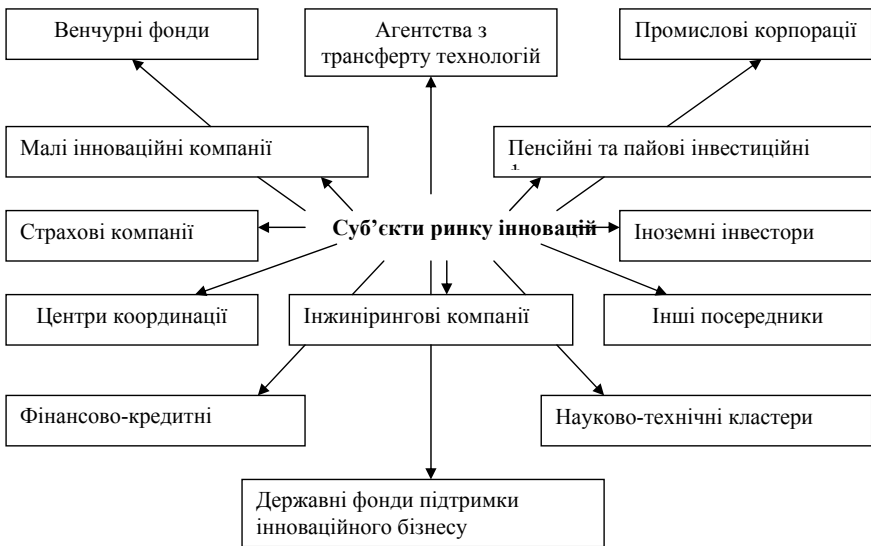 Венчурні фонди
Агентства з
трансферту технологій
Промислові корпорації
Малі інноваційні компанії
Пенсійні та пайові інвестиційні
Страхові компанії
Суб’єкти ринку інновацій
Іноземні інвестори
Центри координації
Інжинірингові компанії
Інші посередники
Фінансово-кредитні
Науково-технічні кластери
Державні фонди підтримки
інноваційного бізнесу